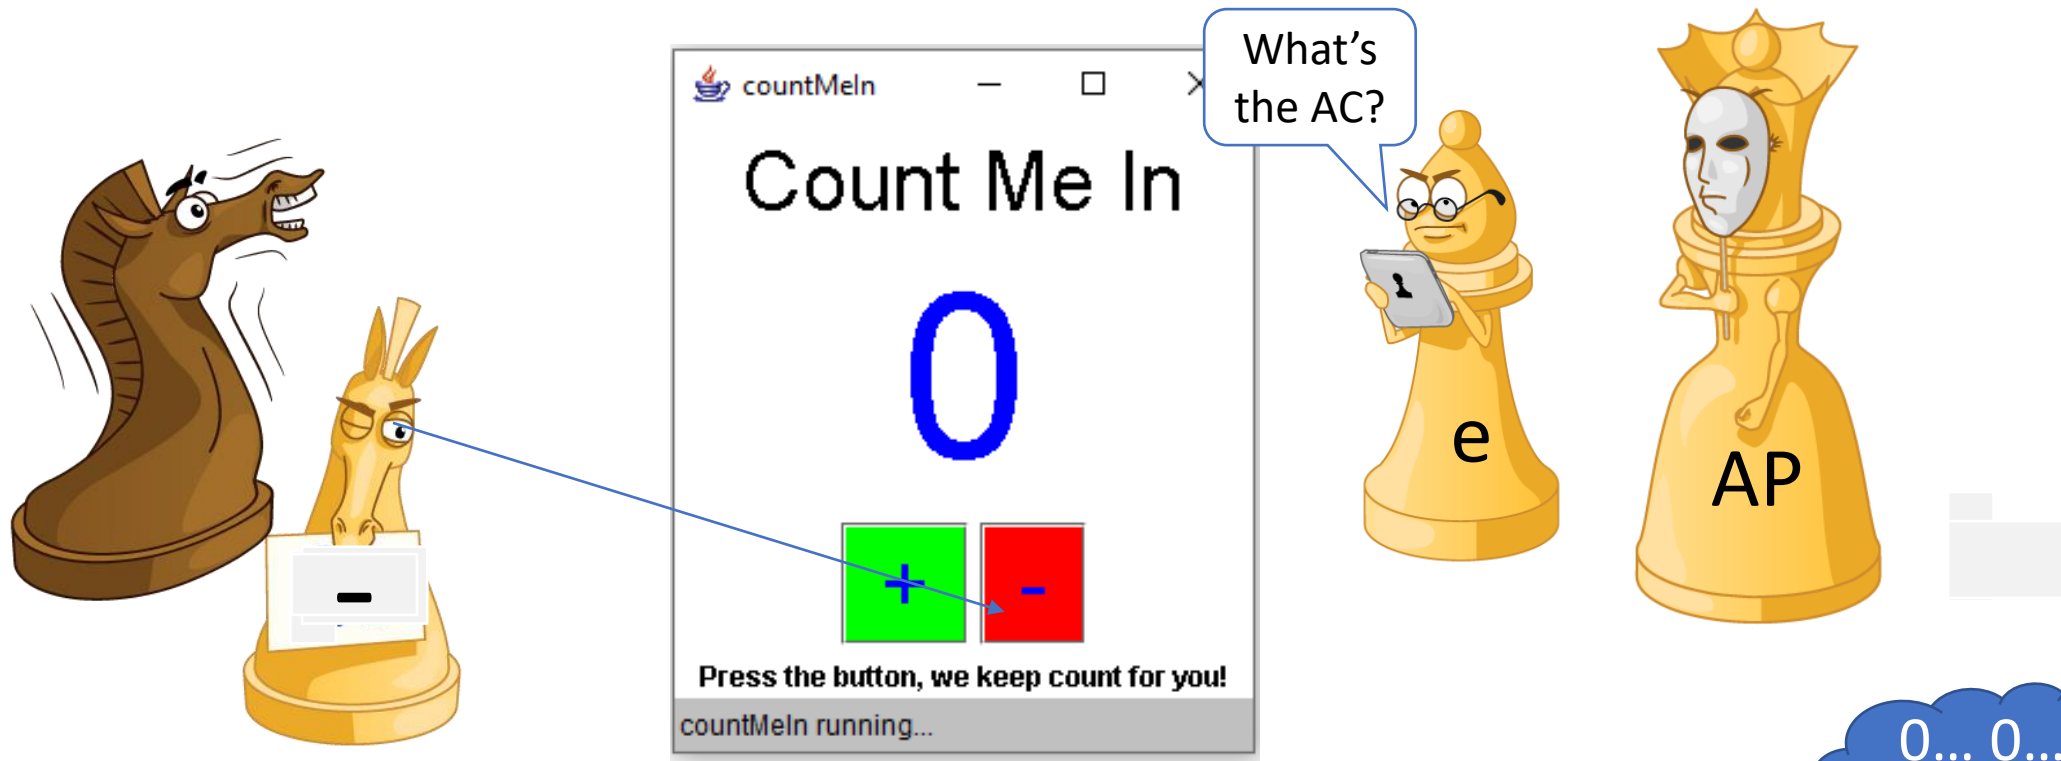 What's
the AC?
countMeIn
Count Me In
0
+ -
Press the button, we keep count for you!
countMeIn running...
-
e
AP
0... 0...